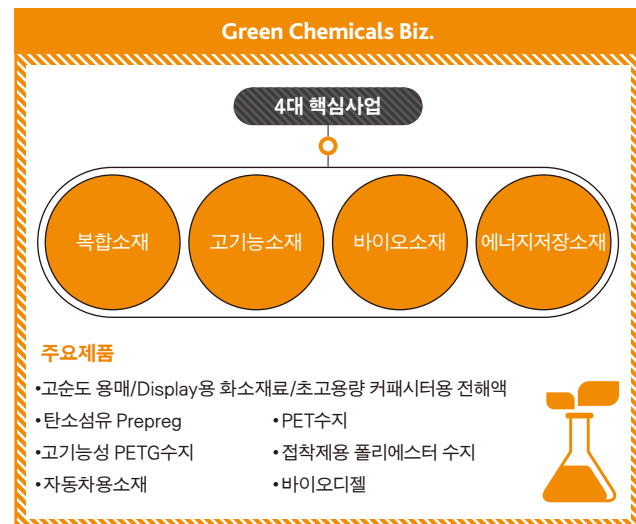 Green Chemicals Biz.
4대 핵심사업
복합소재 고기능소재 바이오소재 에너지저장소재
주요제품
•고순도 용매/Display용 화소재료/초고용량 커패시터용 전해액
•탄소섬유 Prepreg •PET수지
•고기능성 PETG수지 •접착제용 폴리에스터 수지
•자동차용소재 •바이오디젤